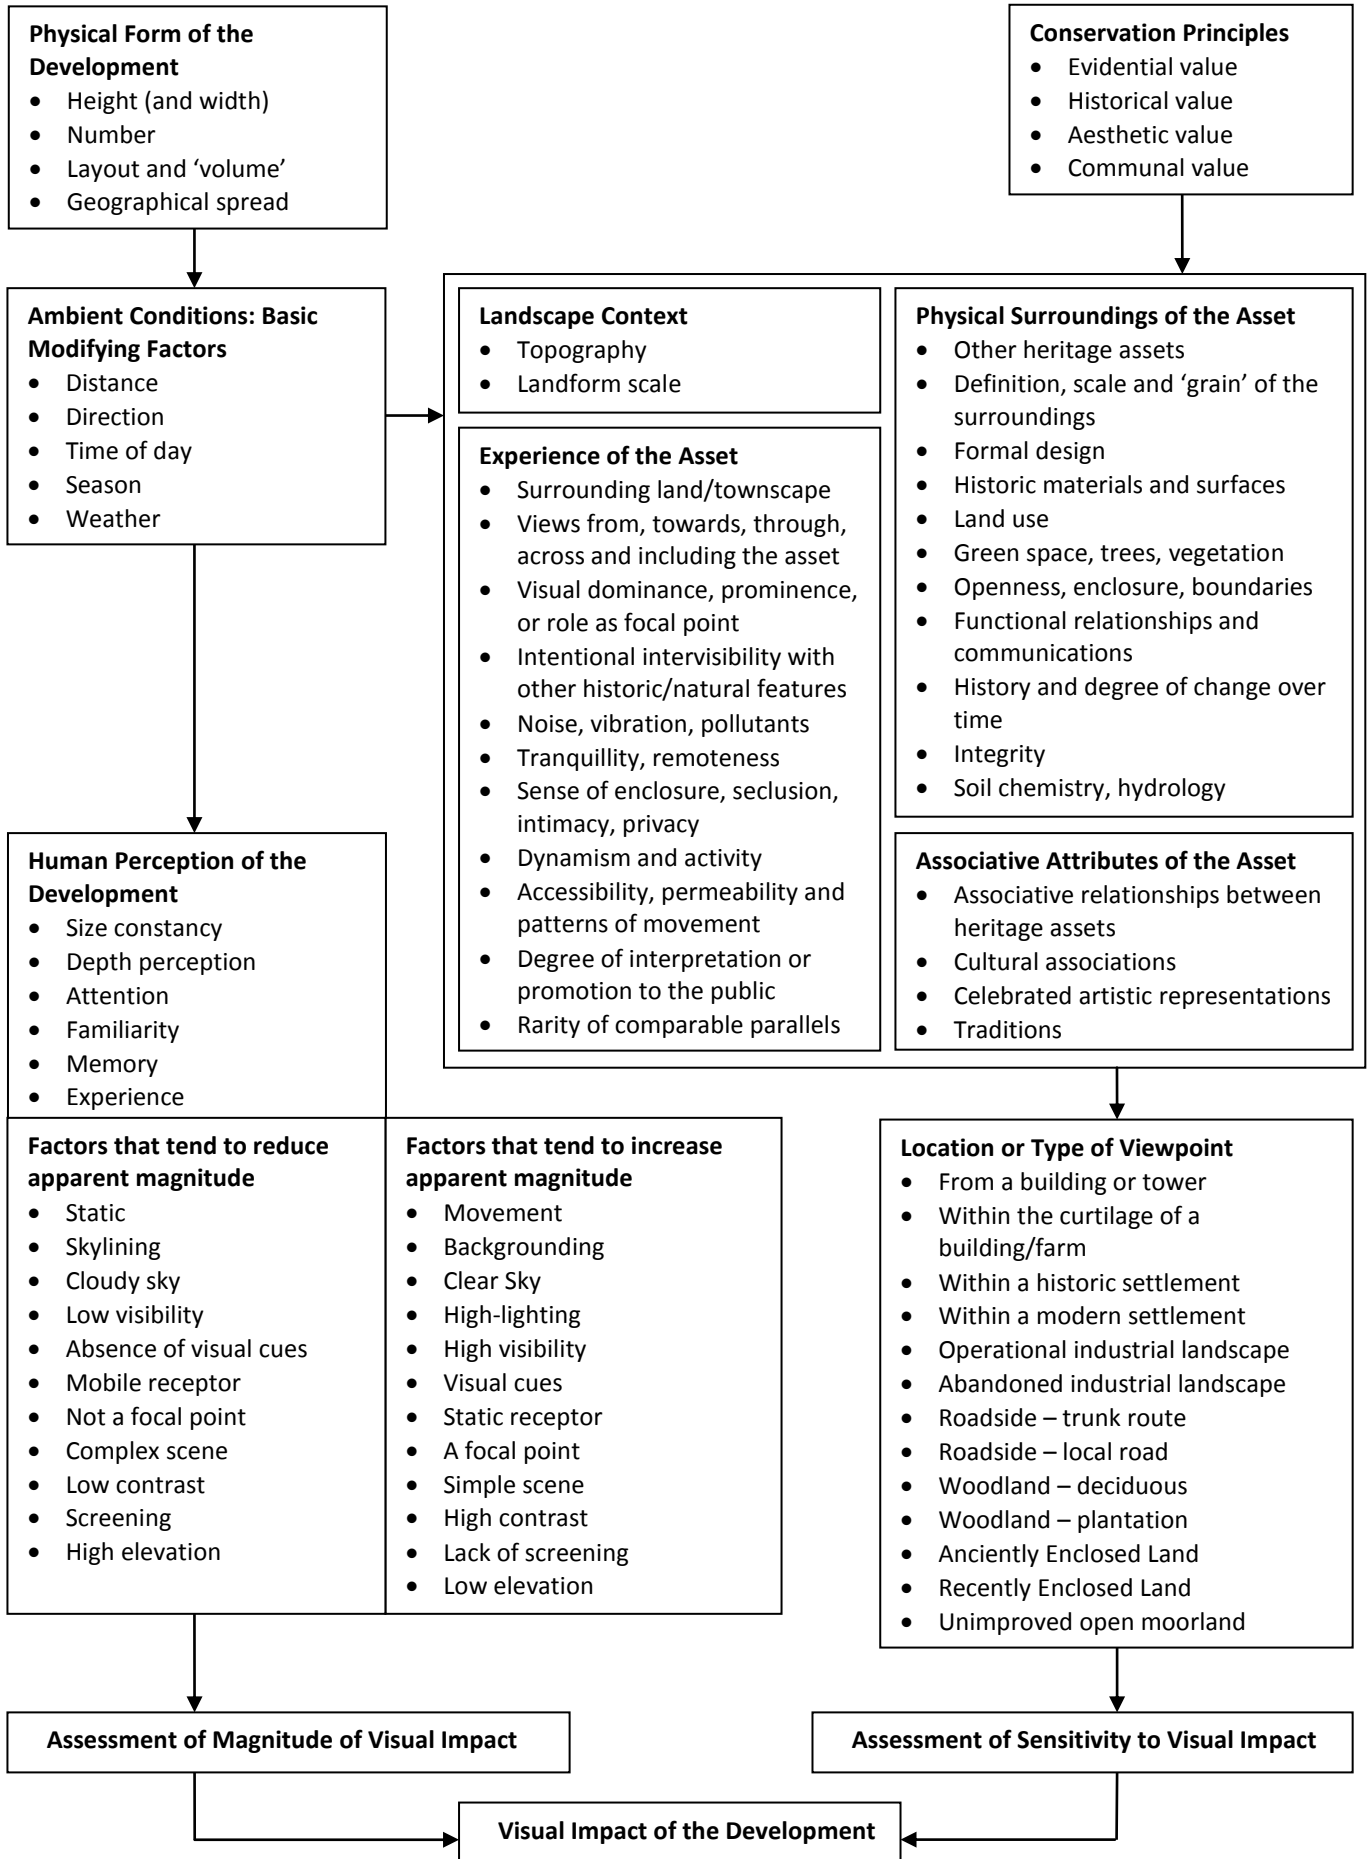 Physical Form of the
Development
• Height (and width)
• Number
• Layout and ‘volume’
• Geographical spread
Conservation Principles
• Evidential value
• Historical value
• Aesthetic value
• Communal value
Ambient Conditions: Basic
Modifying Factors
• Distance
• Direction
• Time of day
• Season
• Weather
Landscape Context
• Topography
• Landform scale
Experience of the Asset
• Surrounding land/townscape
• Views from, towards, through,
across and including the asset
• Visual dominance, prominence,
or role as focal point
• Intentional intervisibility with
other historic/natural features
• Noise, vibration, pollutants
• Tranquillity, remoteness
• Sense of enclosure, seclusion,
intimacy, privacy
• Dynamism and activity
• Accessibility, permeability and
patterns of movement
• Degree of interpretation or
promotion to the public
• Rarity of comparable parallels
Physical Surroundings of the Asset
• Other heritage assets
• Definition, scale and ‘grain’ of the
surroundings
• Formal design
• Historic materials and surfaces
• Land use
• Green space, trees, vegetation
• Openness, enclosure, boundaries
• Functional relationships and
communications
• History and degree of change over
time
• Integrity
• Soil chemistry, hydrology
Associative Attributes of the Asset
• Associative relationships between
heritage assets
• Cultural associations
• Celebrated artistic representations
• Traditions
Human Perception of the
Development
• Size constancy
• Depth perception
• Attention
• Familiarity
• Memory
• Experience
Factors that tend to reduce
apparent magnitude
• Static
• Skylining
• Cloudy sky
• Low visibility
• Absence of visual cues
• Mobile receptor
• Not a focal point
• Complex scene
• Low contrast
• Screening
• High elevation
Factors that tend to increase
apparent magnitude
• Movement
• Backgrounding
• Clear Sky
• High-lighting
• High visibility
• Visual cues
• Static receptor
• A focal point
• Simple scene
• High contrast
• Lack of screening
• Low elevation
Location or Type of Viewpoint
• From a building or tower
• Within the curtilage of a
building/farm
• Within a historic settlement
• Within a modern settlement
• Operational industrial landscape
• Abandoned industrial landscape
• Roadside – trunk route
• Roadside – local road
• Woodland – deciduous
• Woodland – plantation
• Anciently Enclosed Land
• Recently Enclosed Land
• Unimproved open moorland
Assessment of Magnitude of Visual Impact
Assessment of Sensitivity to Visual Impact
Visual Impact of the Development